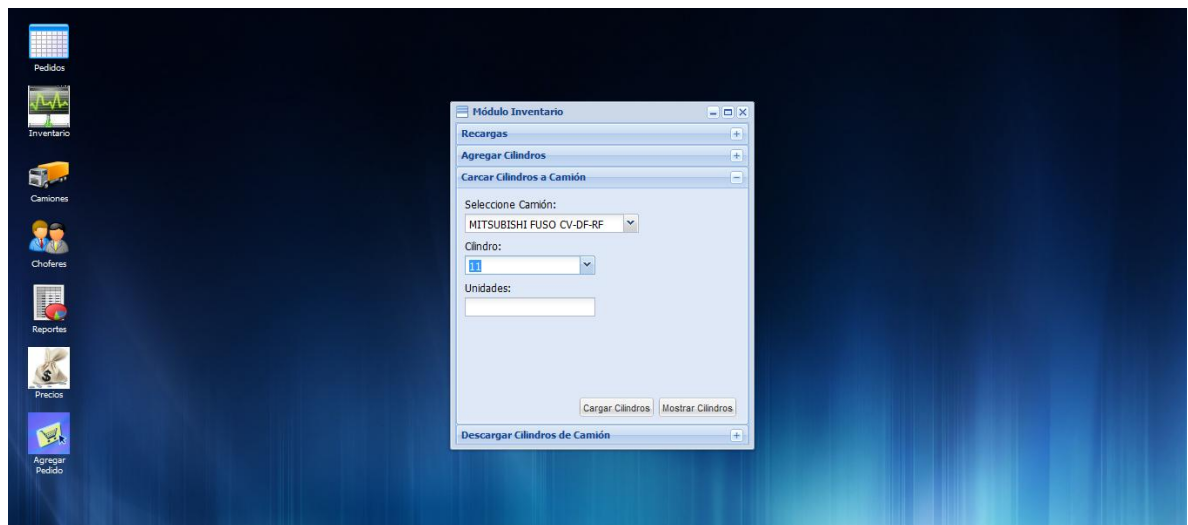 Pedidos
Inventario
Camiones
Choferes
Reportes
Precios
Agregar
Pedido
Módulo Inventario
Recargas
Agregar Cilindros
Carcar Cilindros a Camión
Seleccione Camión:
MITSUBISHI FUSO CV-DF-RF
Cilindro:
11
Unidades:
Cargar Cilindros Mostrar Cilindros
Descargar Cilindros de Camión